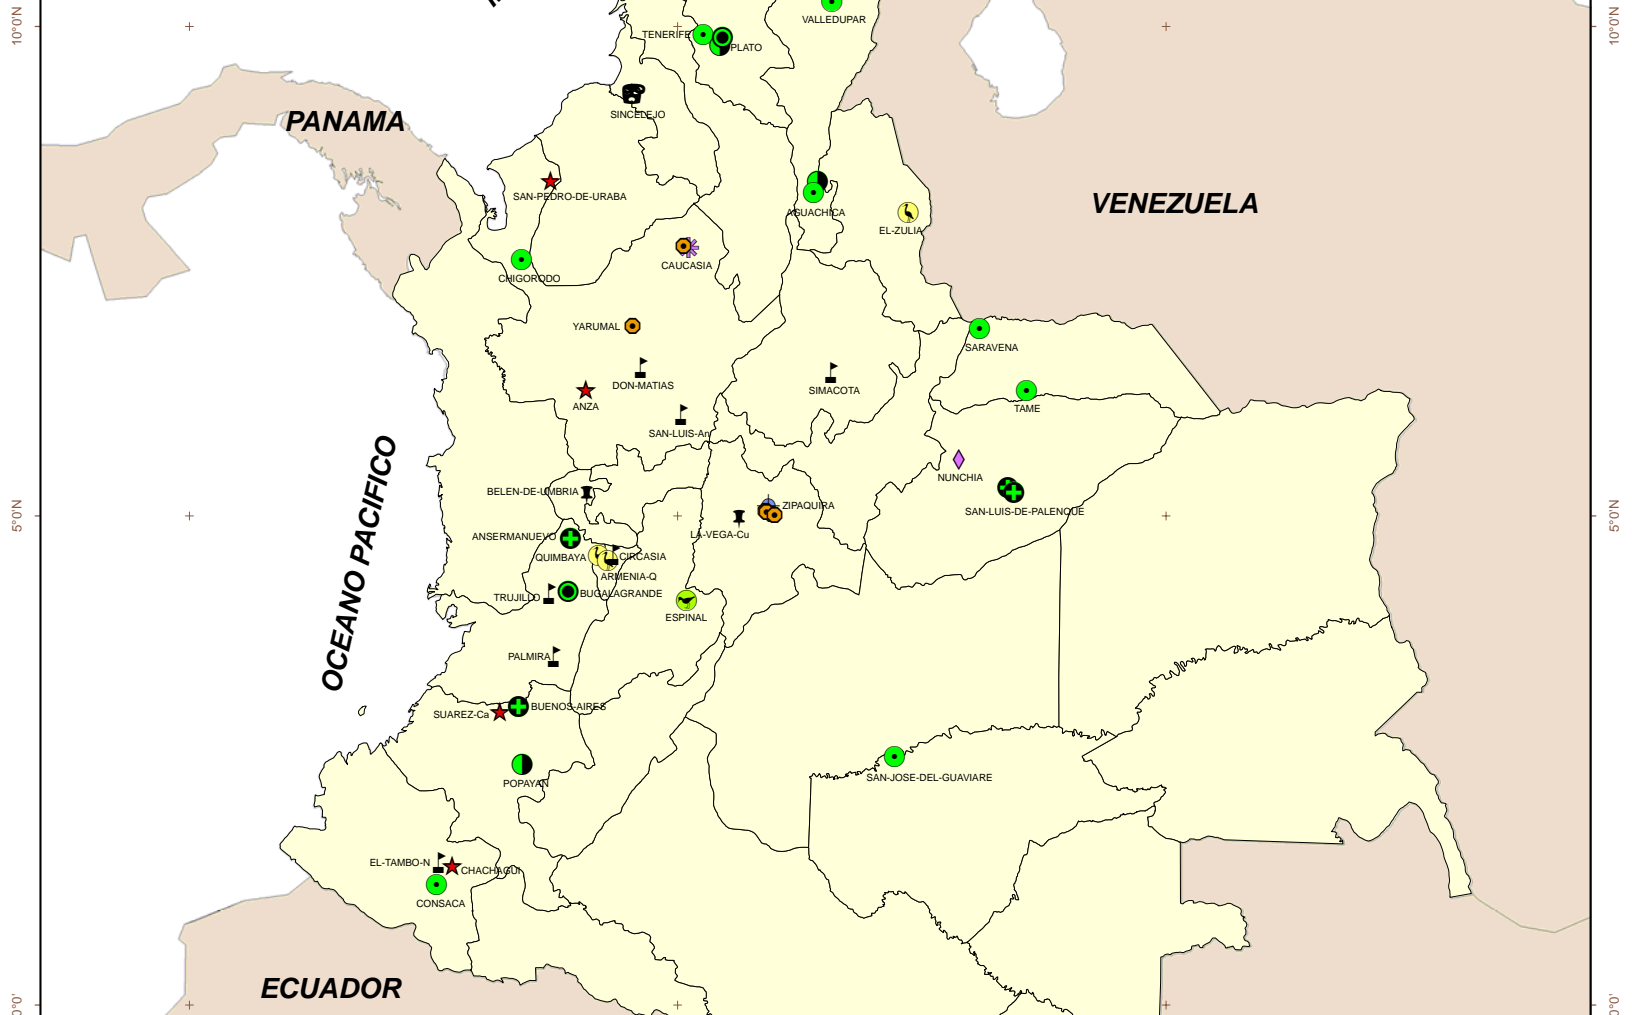 VALLEDUPAR
10°0'N
10°0'N
TENERIFE
PLATO
SINCELEJO
PANAMA
SAN-PEDRO-DE-URABA
VENEZUELA
AGUACHICA
EL-ZULIA
CAUCASIA
CHIGORODO
YARUMAL
SARAVENA
DON-MATIAS
SIMACOTA
ANZA
TAME
SAN-LUIS-An
OCEANO PACIFICO
NUNCHIA
BELEN-DE-UMBRIA
ZIPAQUIRA
SAN-LUIS-DE-PALENQUE
5°0'N
5°0'N
LA-VEGA-Cu
ANSERMANUEVO
QUIMBAYA
CIRCASIA
ARMENIA-Q
TRUJILLO
BUGALAGRANDE
ESPINAL
PALMIRA
SUAREZ-Ca
BUENOS-AIRES
POPAYAN
SAN-JOSE-DEL-GUAVIARE
EL-TAMBO-N
CHACHAGUI
CONSACA
ECUADOR